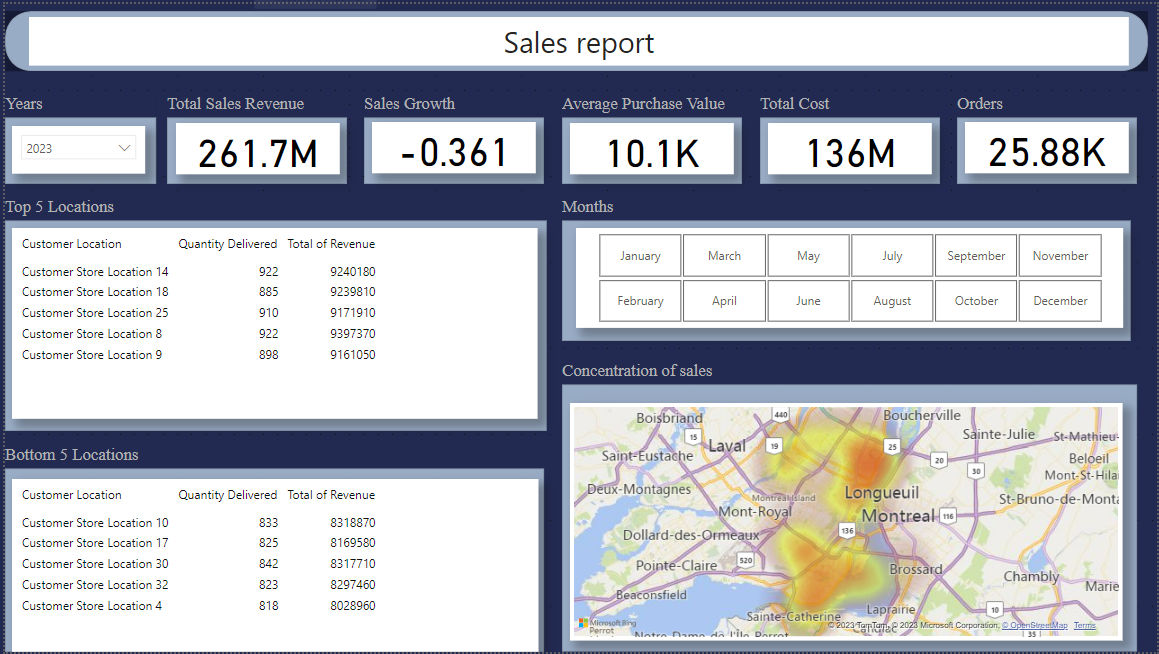 Sales report
Years
Total Sales Revenue
Sales Growth
Average Purchase Value
Total Cost
Orders
2023
261.7M
-0.361
10.1K
136M
25.88K
Top 5 Locations
Customer Location Quantity Delivered Total of Revenue
Customer Store Location 14 922 9240180
Customer Store Location 18 885 9239810
Customer Store Location 25 910 9171910
Customer Store Location 8 922 9397370
Customer Store Location 9 898 9161050
Months
January March May July September November
February April June August October December
Bottom 5 Locations
Customer Location Quantity Delivered Total of Revenue
Customer Store Location 10 833 8318870
Customer Store Location 17 825 8169580
Customer Store Location 30 842 8317710
Customer Store Location 32 823 8297460
Customer Store Location 4 818 8028960
Concentration of sales
Boisbriand
440
Boucherville
15
Laval
19
25
Sainte-Julie
St-Mathieu-
Saint-Eustache
20
Beloeil
30
Mont-St-Hila
Deux-Montagnes
Montreal Island
Longueuil
St-Bruno-de-Monta
Mont-Royal
Montreal
116
136
Dollard-des-Ormeaux
520
Pointe-Claire
Brossard
Chambly
Marie
Beaconsfield
Laprairie
10
Sainte-Catherine
Microsoft Bing
© 2023 TomTom, © 2023 Microsoft Corporation, © OpenStreetMap Terms
Perrot
Notre-Dame-de-l'Île-Perrot
Candiac
35